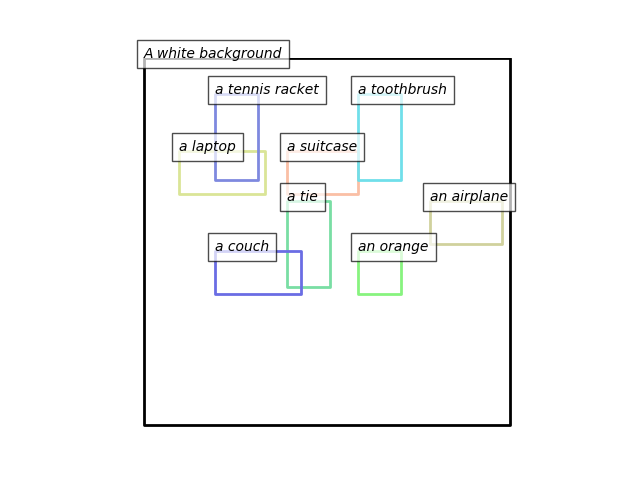 A white background
a tennis racket
a toothbrush
a laptop
a suitcase
a tie
an airplane
a couch
an orange